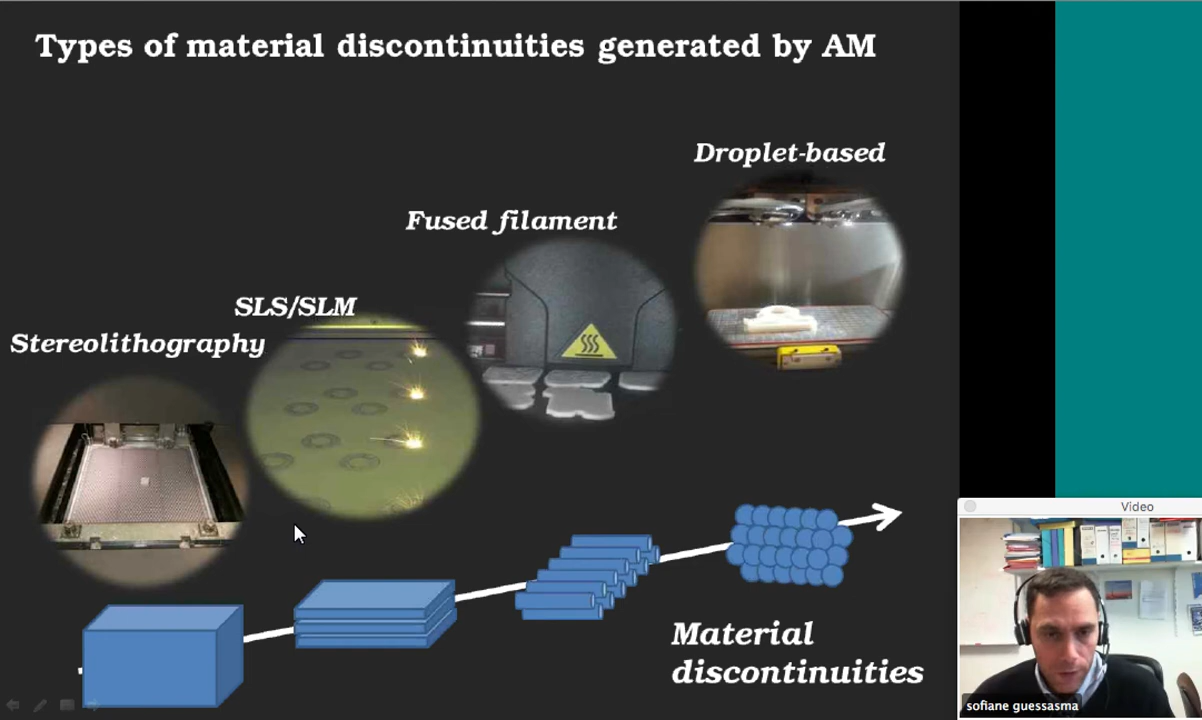 Types of material discontinuities generated by AM
Droplet-based
Fused filament
SLS/SLM
Stereolithography
Material
discontinuities
Video
sofiane guessasma